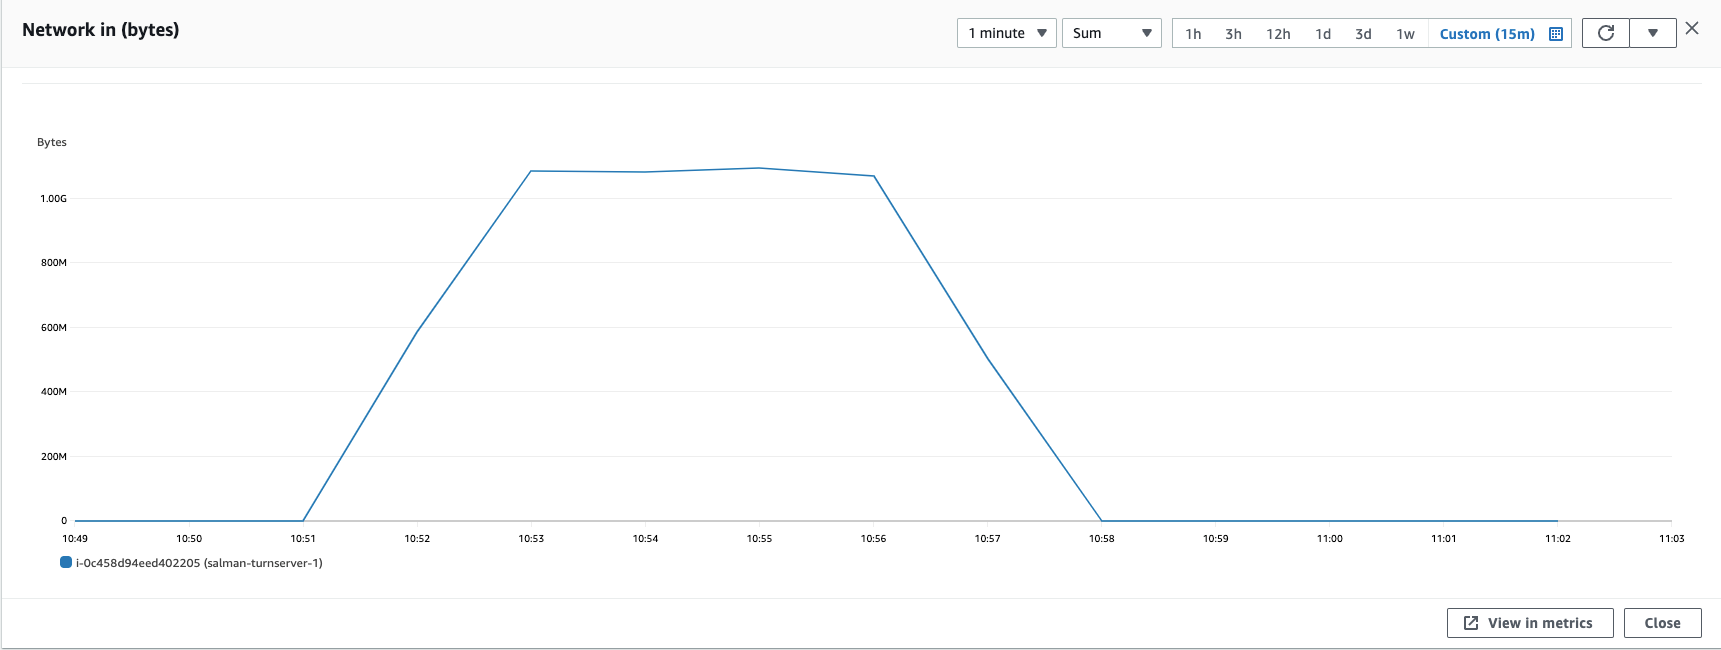 Network in (bytes)
1 minute
Sum
1h 3h 12h 1d 3d 1w Custom (15m)
Bytes
1.00G
800M
600M
400M
200M
0
10:49 10:50 10:51 10:52 10:53 10:54 10:55 10:56 10:57 10:58 10:59 11:00 11:01 11:02 11:03
i-0c458d94eed402205 (salman-turnserver-1)
View in metrics
Close